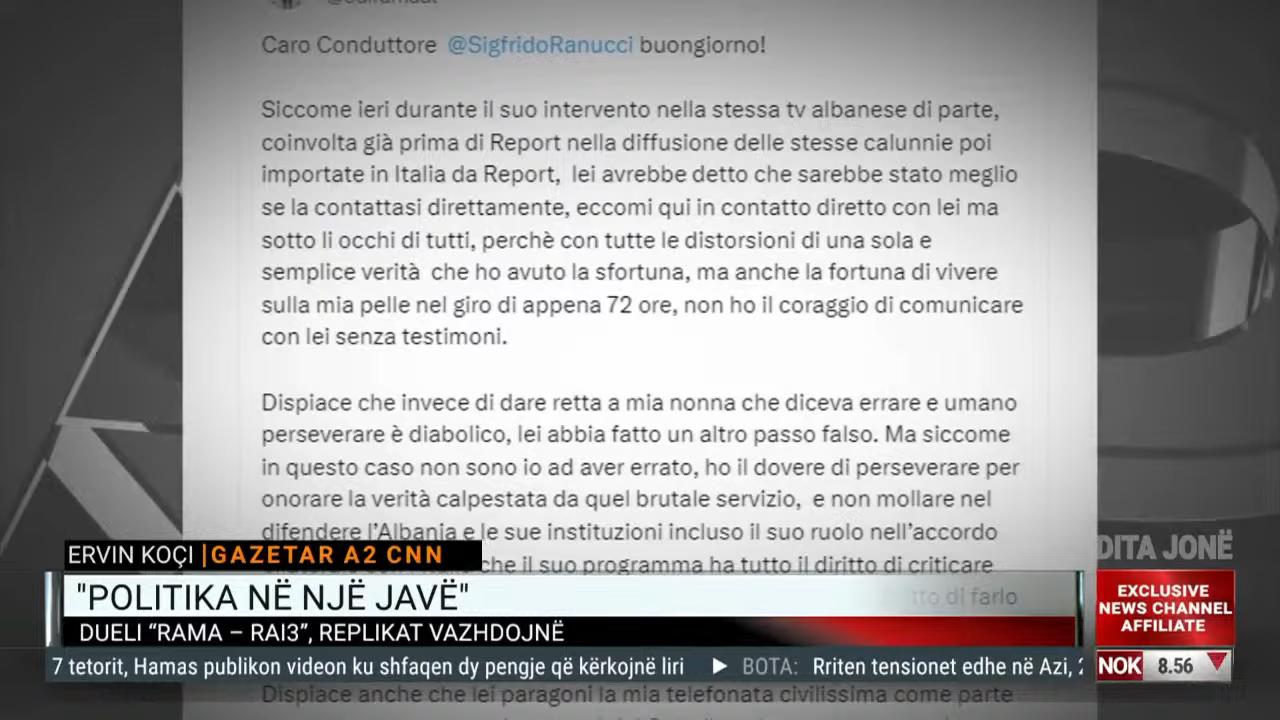 Caro Conduttore @SigfridoRanucci buongiorno!
Siccome ieri durante il suo intervento nella stessa tv albanese di parte,
coinvolta già prima di Report nella diffusione delle stesse calunnie poi
importate in Italia da Report, lei avrebbe detto che sarebbe stato meglio
se la contattasi direttamente, eccomi qui in contatto diretto con lei ma
sotto li occhi di tutti, perchè con tutte le distorsioni di una sola e
semplice verità che ho avuto la sfortuna, ma anche la fortuna di vivere
sulla mia pelle nel giro di appena 72 ore, non ho il coraggio di comunicare
con lei senza testimoni.
Dispiace che invece di dare retta a mia nonna che diceva errare e umano
perseverare è diabolico, lei abbia fatto un altro passo falso. Ma siccome
in questo caso non sono io ad aver errato, ho il dovere di perseverare per
onorare la verità calpestata da quel brutale servizio, e non mollare nel
difendere l'Albania e le sue instituzioni incluso il suo ruolo nell'accordo
che il suo programma ha tutto il diritto di criticare
di farlo
ERVIN KOÇI | GAZETAR A2 CNN
"POLITIKA NË NJË JAVË"
DUELI “RAMA – RAI3”, REPLIKAT VAZHDOJNË
DITA JONË
EXCLUSIVE
NEWS CHANNEL
AFFILIATE
7 tetorit, Hamas publikon videon ku shfaqen dy pengje që kërkojnë liri ▶ BOTA: Rriten tensionet edhe në Azi,
NOK 8.56 ▼
Dispiace anche che lei paragoni la mia telefonata civilissima come parte